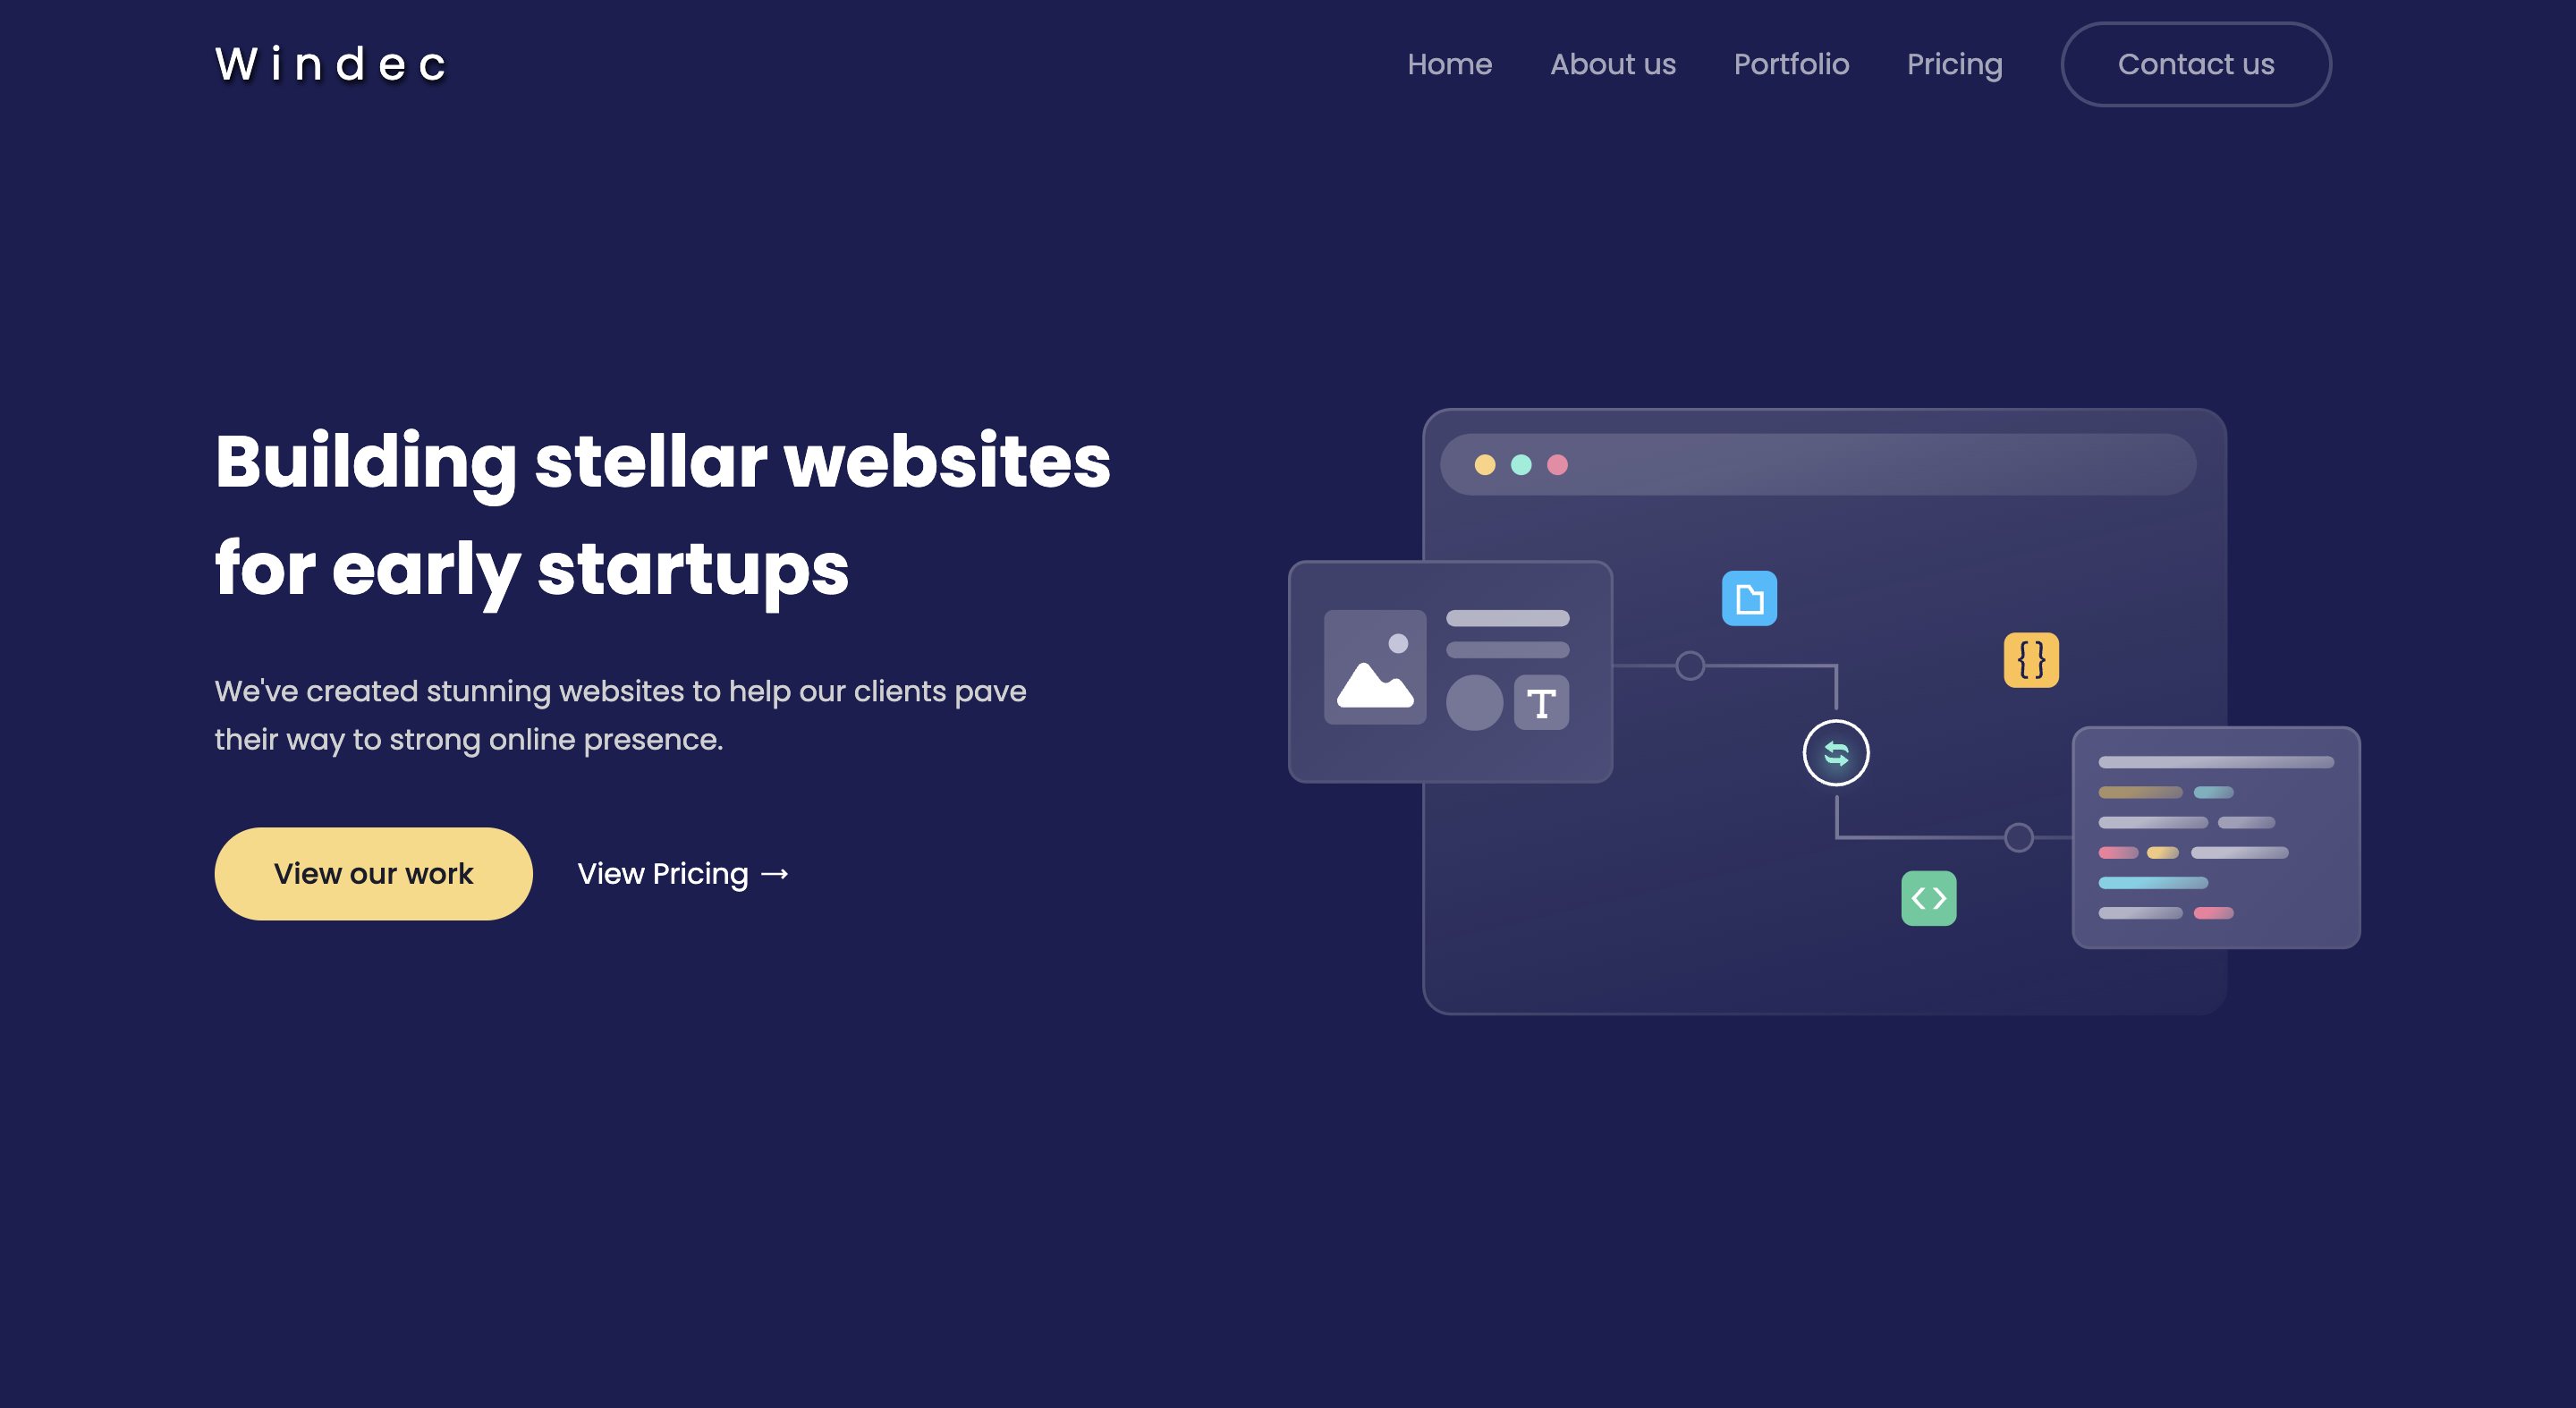 Windec
Home About us Portfolio Pricing Contact us
Building stellar websites
for early startups
We've created stunning websites to help our clients pave
their way to strong online presence.
View our work View Pricing →
T
{}
<>